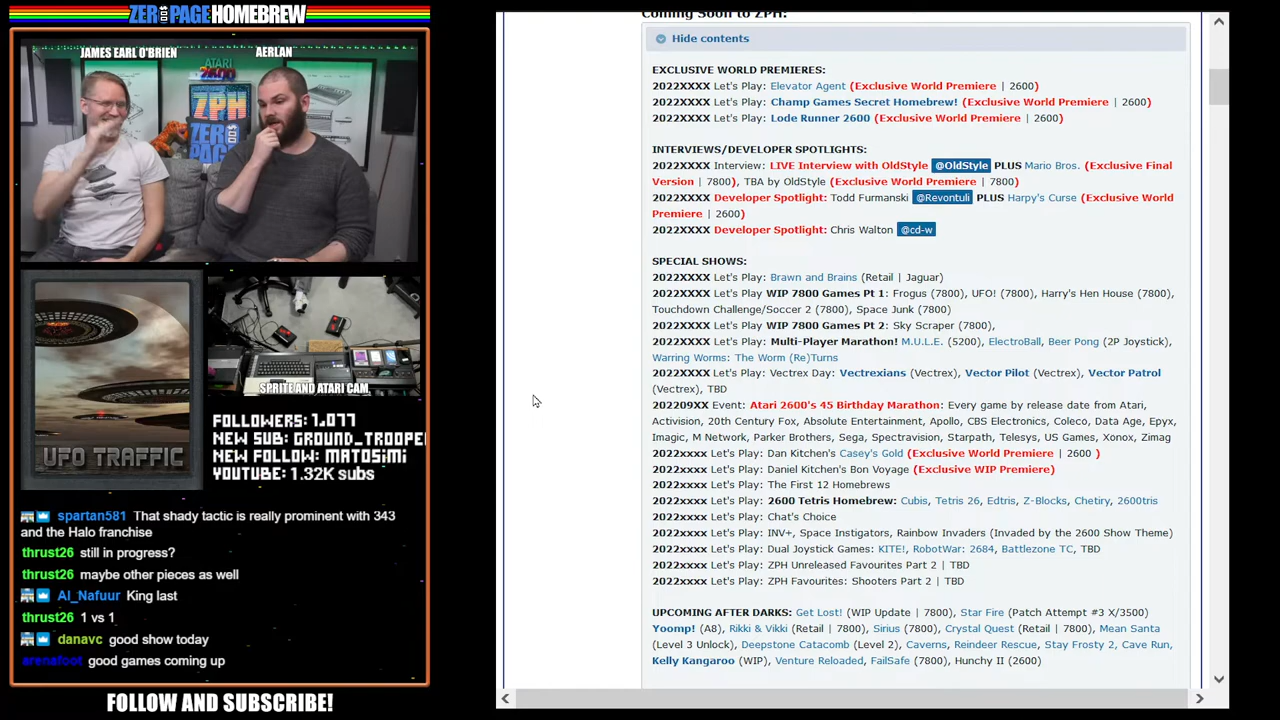 ZERO PAGE HOMEBREW
JAMES EARL O'BRIEN
AERLAN
ATARI
2600
ZPH
ZERO
PAGE
UFO TRAFFIC
SPRITE AND ATARI CAM
FOLLOWERS: 1,077
NEW SUB: GROUND_TROOPER
NEW FOLLOW: MATOSIMI
YOUTUBE: 1.32K subs
spartan581 That shady tactic is really prominent with 343
and the Halo franchise
thrust26 still in progress?
thrust26 maybe other pieces as well
Al_Nafuur King last
thrust26 1 vs 1
danavc good show today
arenafoot good games coming up
FOLLOW AND SUBSCRIBE!
Coming Soon to ZPH:
Hide contents
EXCLUSIVE WORLD PREMIERES:
2022XXXX Let's Play: Elevator Agent (Exclusive World Premiere | 2600)
2022XXXX Let's Play: Champ Games Secret Homebrew! (Exclusive World Premiere | 2600)
2022XXXX Let's Play: Lode Runner 2600 (Exclusive World Premiere | 2600)
INTERVIEWS/DEVELOPER SPOTLIGHTS:
2022XXXX Interview: LIVE Interview with OldStyle @OldStyle PLUS Mario Bros. (Exclusive Final
Version | 7800), TBA by OldStyle (Exclusive World Premiere | 7800)
2022XXXX Developer Spotlight: Todd Furmanski @Revontuli PLUS Harpy's Curse (Exclusive World
Premiere | 2600)
2022XXXX Developer Spotlight: Chris Walton @cd-w
SPECIAL SHOWS:
2022XXXX Let's Play: Brawn and Brains (Retail | Jaguar)
2022XXXX Let's Play WIP 7800 Games Pt 1: Frogus (7800), UFO! (7800), Harry's Hen House (7800),
Touchdown Challenge/Soccer 2 (7800), Space Junk (7800)
2022XXXX Let's Play WIP 7800 Games Pt 2: Sky Scraper (7800),
2022XXXX Let's Play: Multi-Player Marathon! M.U.L.E. (5200), ElectroBall, Beer Pong (2P Joystick),
Warring Worms: The Worm (Re)Turns
2022XXXX Let's Play: Vectrex Day: Vectrexians (Vectrex), Vector Pilot (Vectrex), Vector Patrol
(Vectrex), TBD
202209XX Event: Atari 2600's 45 Birthday Marathon: Every game by release date from Atari,
Activision, 20th Century Fox, Absolute Entertainment, Apollo, CBS Electronics, Coleco, Data Age, Epyx,
Imagic, M Network, Parker Brothers, Sega, Spectravision, Starpath, Telesys, US Games, Xonox, Zimag
2022xxxx Let's Play: Dan Kitchen's Casey's Gold (Exclusive World Premiere | 2600 )
2022xxxx Let's Play: Daniel Kitchen's Bon Voyage (Exclusive WIP Premiere)
2022xxxx Let's Play: The First 12 Homebrews
2022xxxx Let's Play: 2600 Tetris Homebrew: Cubis, Tetris 26, Edtris, Z-Blocks, Chetiry, 2600tris
2022xxxx Let's Play: Chat's Choice
2022xxxx Let's Play: INV+, Space Instigators, Rainbow Invaders (Invaded by the 2600 Show Theme)
2022xxxx Let's Play: Dual Joystick Games: KITE!, RobotWar: 2684, Battlezone TC, TBD
2022xxxx Let's Play: ZPH Unreleased Favourites Part 2 | TBD
2022xxxx Let's Play: ZPH Favourites: Shooters Part 2 | TBD
UPCOMING AFTER DARKS: Get Lost! (WIP Update | 7800), Star Fire (Patch Attempt #3 X/3500)
Yoomp! (A8), Rikki & Vikki (Retail | 7800), Sirius (7800), Crystal Quest (Retail | 7800), Mean Santa
(Level 3 Unlock), Deepstone Catacomb (Level 2), Caverns, Reindeer Rescue, Stay Frosty 2, Cave Run,
Kelly Kangaroo (WIP), Venture Reloaded, FailSafe (7800), Hunchy II (2600)